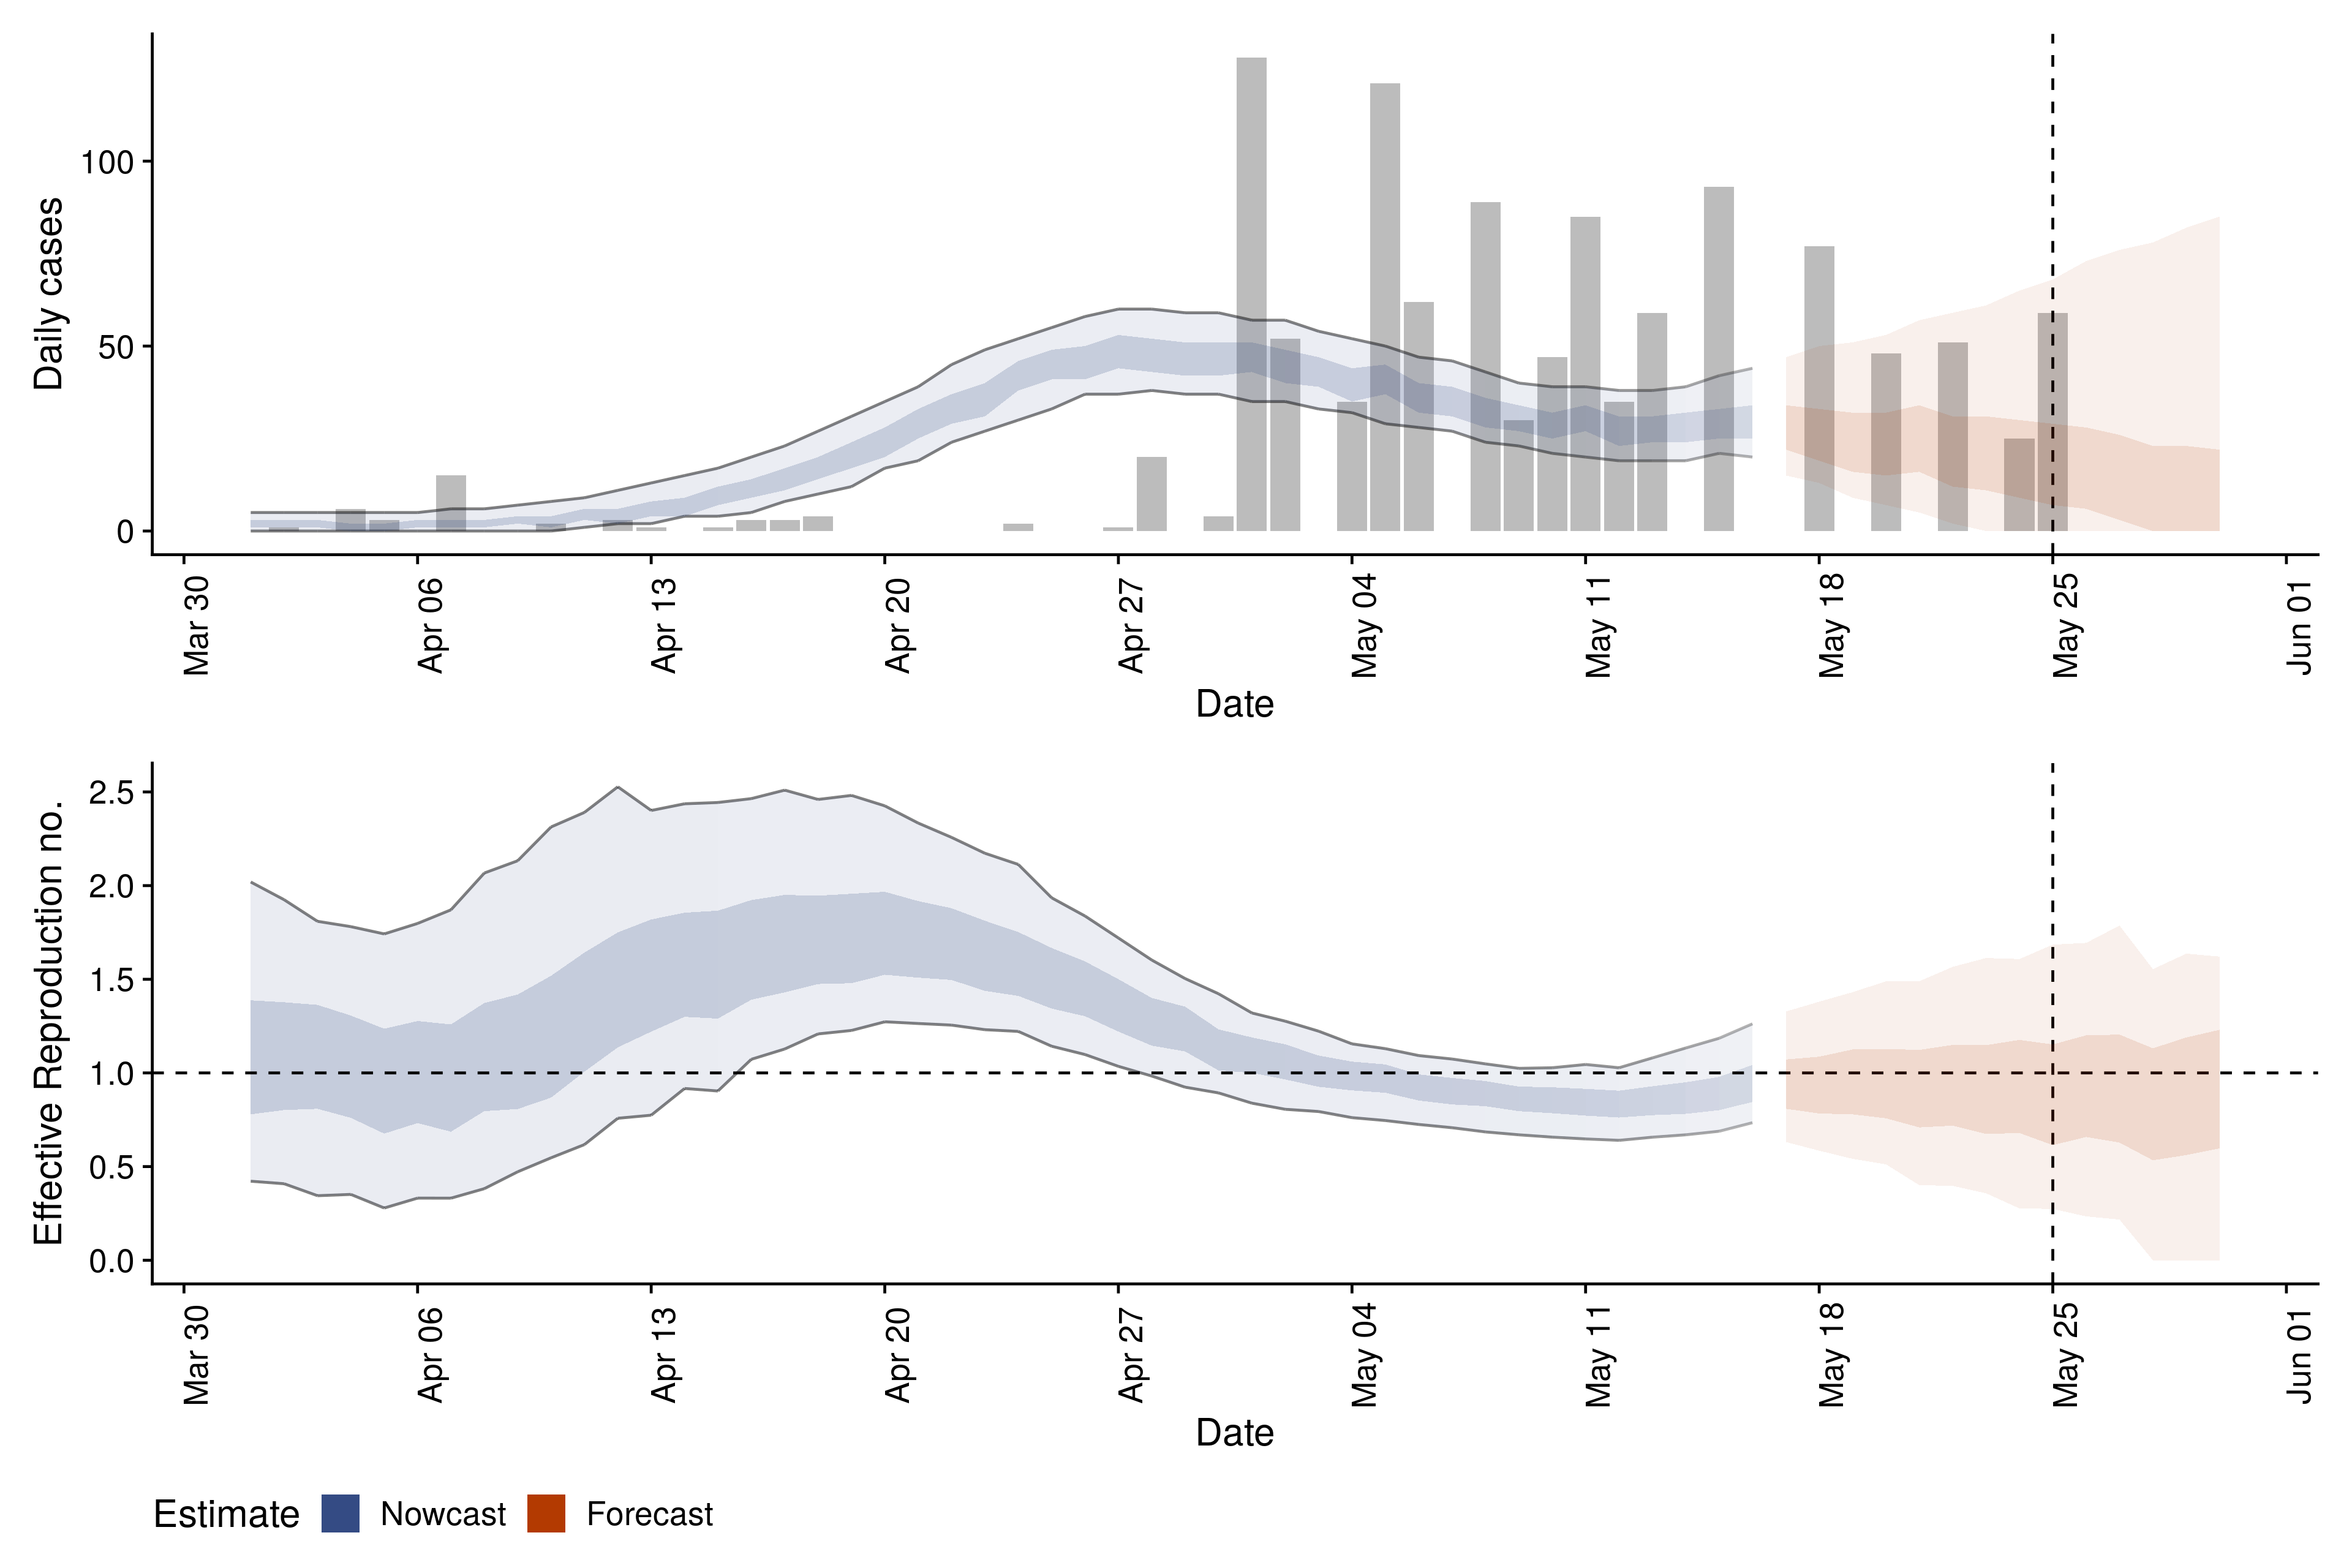 Daily cases
100
50
0
Mar 30 Apr 06 Apr 13 Apr 20 Apr 27 May 04 May 11 May 18 May 25 Jun 01
Date
Effective Reproduction no.
2.5
2.0
1.5
1.0
0.5
0.0
Mar 30 Apr 06 Apr 13 Apr 20 Apr 27 May 04 May 11 May 18 May 25 Jun 01
Date
Estimate Nowcast Forecast